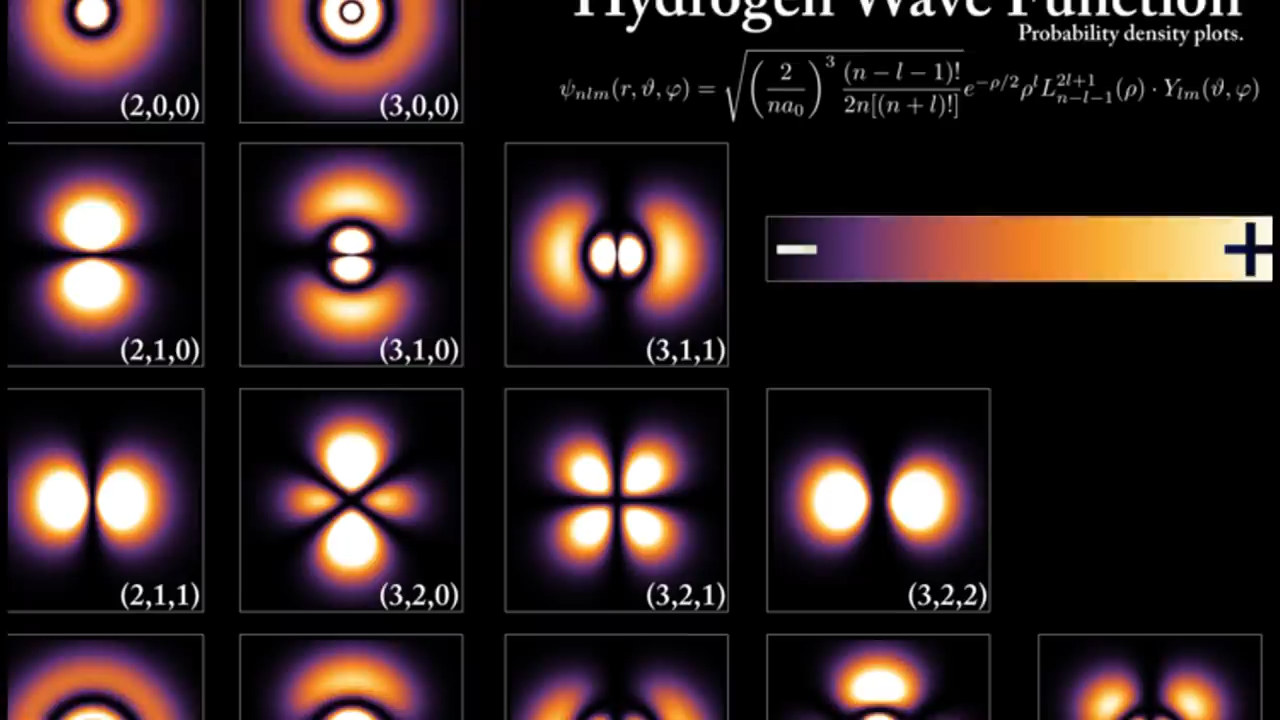 Hydrogen Wave Function
Probability density plots.
ψnlm(r, ϑ, φ) = √((2/na₀)³ (n − l − 1)!/2n[(n + l)!]) e^−ρ/2 ρ^l L^2l+1_n−l−1(ρ) · Ylm(ϑ, φ)
(2,0,0) (3,0,0)
− +
(2,1,0) (3,1,0) (3,1,1)
(2,1,1) (3,2,0) (3,2,1) (3,2,2)